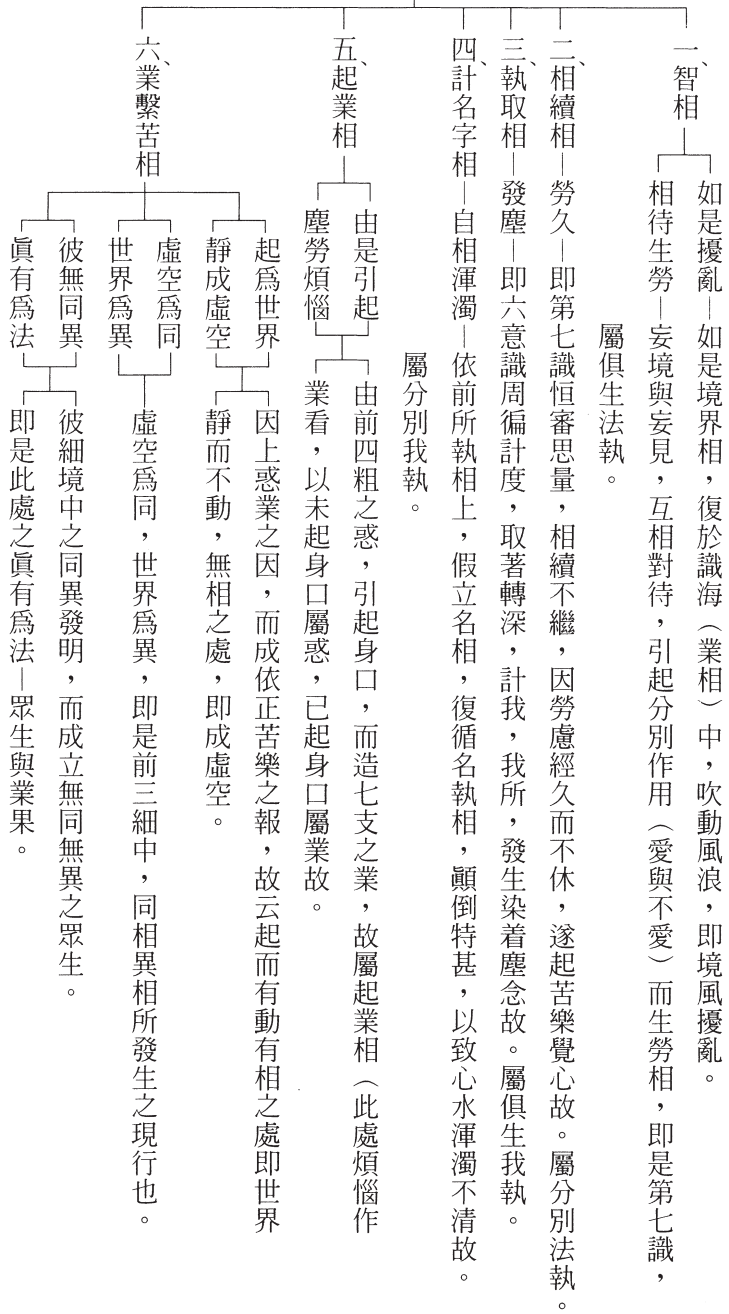 一、智相
如是擾亂—如是境界相，復於識海（業相）中，吹動風浪，即境風擾亂。
相待生勞—妄境與妄見，互相對待，引起分別作用（愛與不愛）而生勞相，即是第七識，
屬俱生法執。
二、相續相—勞久—即第七識恒審思量，相續不繼，因勞慮經久而不休，遂起苦樂覺心故。屬分別法執。
三、執取相—發塵—即六意識周徧計度，取著轉深，計我，我所，發生染着塵念故。屬俱生我執。
四、計名字相—自相渾濁—依前所執相上，假立名相，復循名執相，顚倒特甚，以致心水渾濁不清故。
屬分別我執。
五、起業相
由是引起
塵勞煩惱
由前四粗之惑，引起身口，而造七支之業，故屬起業相（此處煩惱作
業看，以未起身口屬惑，已起身口屬業故。
六、業繫苦相
起爲世界
靜成虛空
因上惑業之因，而成依正苦樂之報，故云起而有動有相之處即世界
靜而不動，無相之處，即成虛空。
虛空爲同
世界爲異
虛空爲同，世界爲異，即是前三細中，同相異相所發生之現行也。
彼無同異
眞有爲法
彼細境中之同異發明，而成立無同無異之眾生。
即是此處之眞有爲法—眾生與業果。